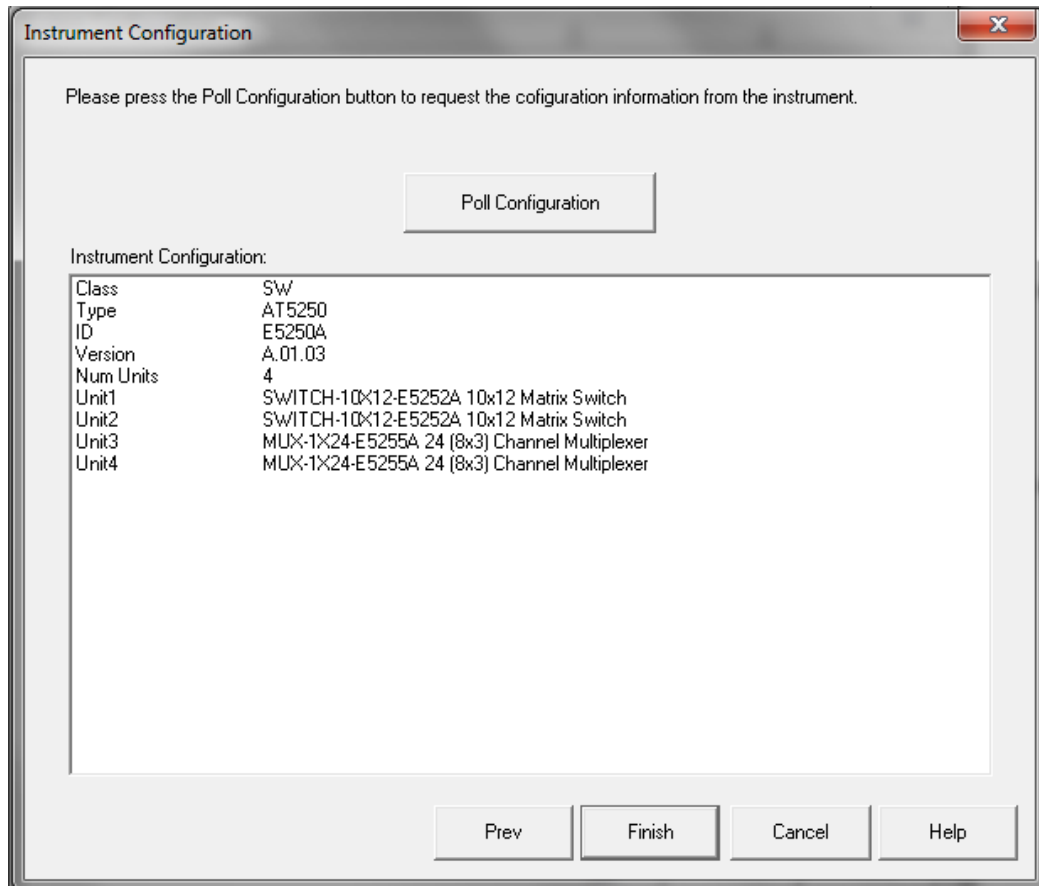 Instrument Configuration
Please press the Poll Configuration button to request the cofiguration information from the instrument.
Poll Configuration
Instrument Configuration:
Class SW
Type AT5250
ID E5250A
Version A.01.03
Num Units 4
Unit1 SWITCH-10X12-E5252A 10x12 Matrix Switch
Unit2 SWITCH-10X12-E5252A 10x12 Matrix Switch
Unit3 MUX-1X24-E5255A 24 (8x3) Channel Multiplexer
Unit4 MUX-1X24-E5255A 24 (8x3) Channel Multiplexer
Prev Finish Cancel Help